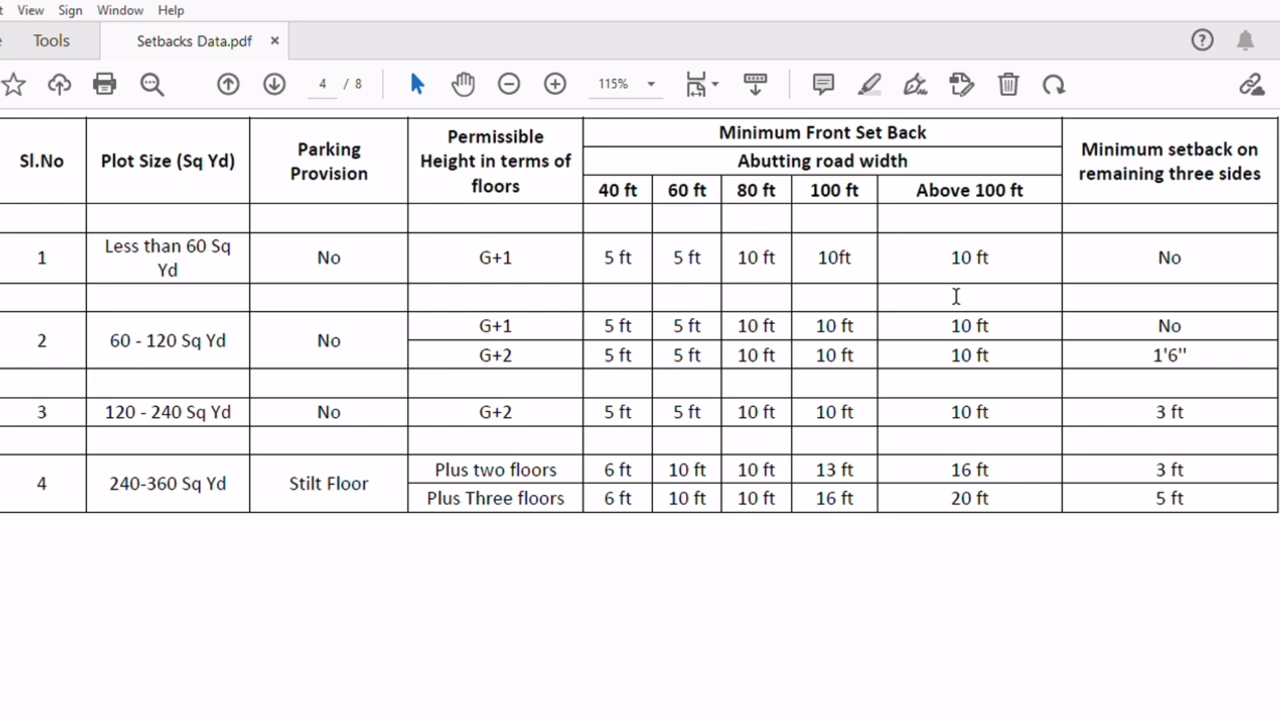 t View Sign Window Help
e Tools Setbacks Data.pdf ×
4 / 8 115%
Sl.No Plot Size (Sq Yd) Parking Provision Permissible Height in terms of floors Minimum Front Set Back Minimum setback on remaining three sides
Abutting road width
40 ft 60 ft 80 ft 100 ft Above 100 ft
1 Less than 60 Sq Yd No G+1 5 ft 5 ft 10 ft 10ft 10 ft No
2 60 - 120 Sq Yd No G+1 5 ft 5 ft 10 ft 10 ft 10 ft No
G+2 5 ft 5 ft 10 ft 10 ft 10 ft 1'6"
3 120 - 240 Sq Yd No G+2 5 ft 5 ft 10 ft 10 ft 10 ft 3 ft
4 240-360 Sq Yd Stilt Floor Plus two floors 6 ft 10 ft 10 ft 13 ft 16 ft 3 ft
Plus Three floors 6 ft 10 ft 10 ft 16 ft 20 ft 5 ft